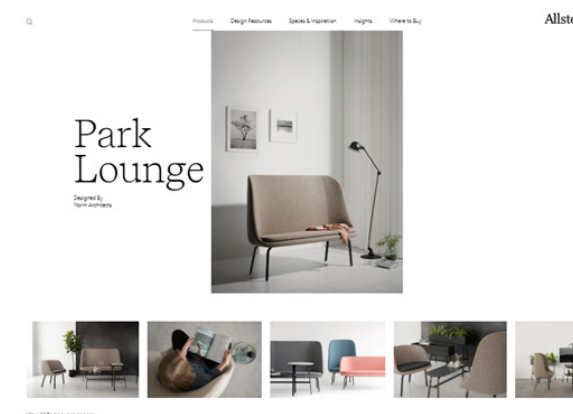 Products Design Resources Spaces & Inspiration Insights Where to Buy
Allste
Park
Lounge
Designed By
Norm Architects